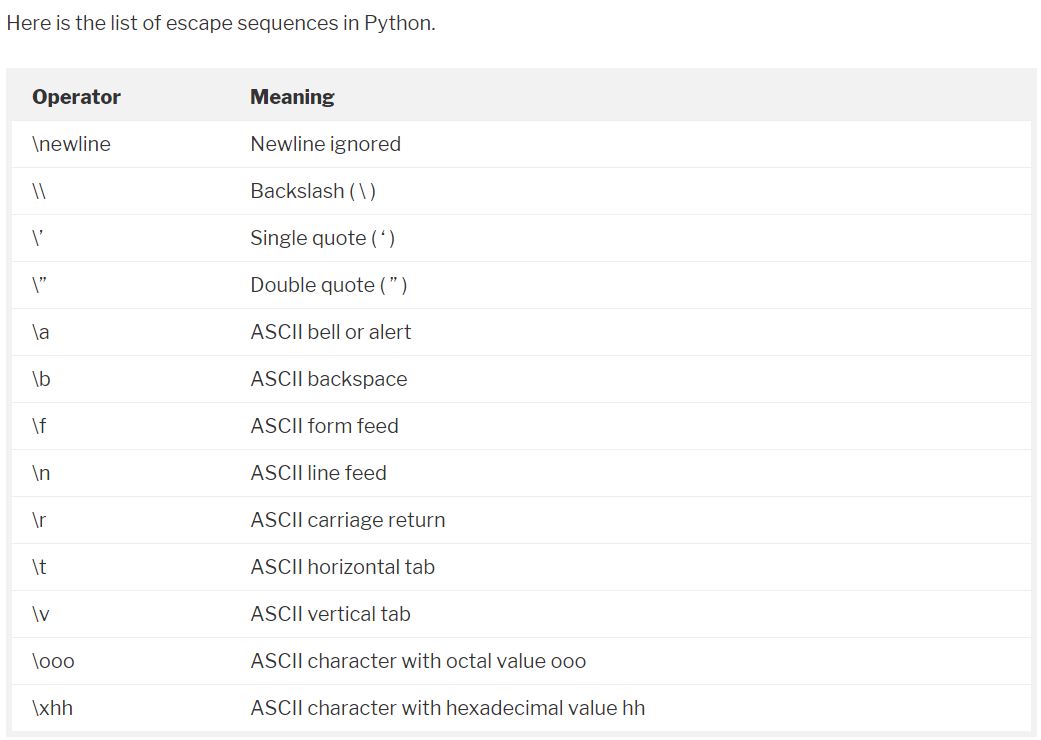 Here is the list of escape sequences in Python.
Operator Meaning
\newline Newline ignored
\\ Backslash ( \ )
\’ Single quote ( ‘ )
\” Double quote ( ” )
\a ASCII bell or alert
\b ASCII backspace
\f ASCII form feed
\n ASCII line feed
\r ASCII carriage return
\t ASCII horizontal tab
\v ASCII vertical tab
\ooo ASCII character with octal value ooo
\xhh ASCII character with hexadecimal value hh